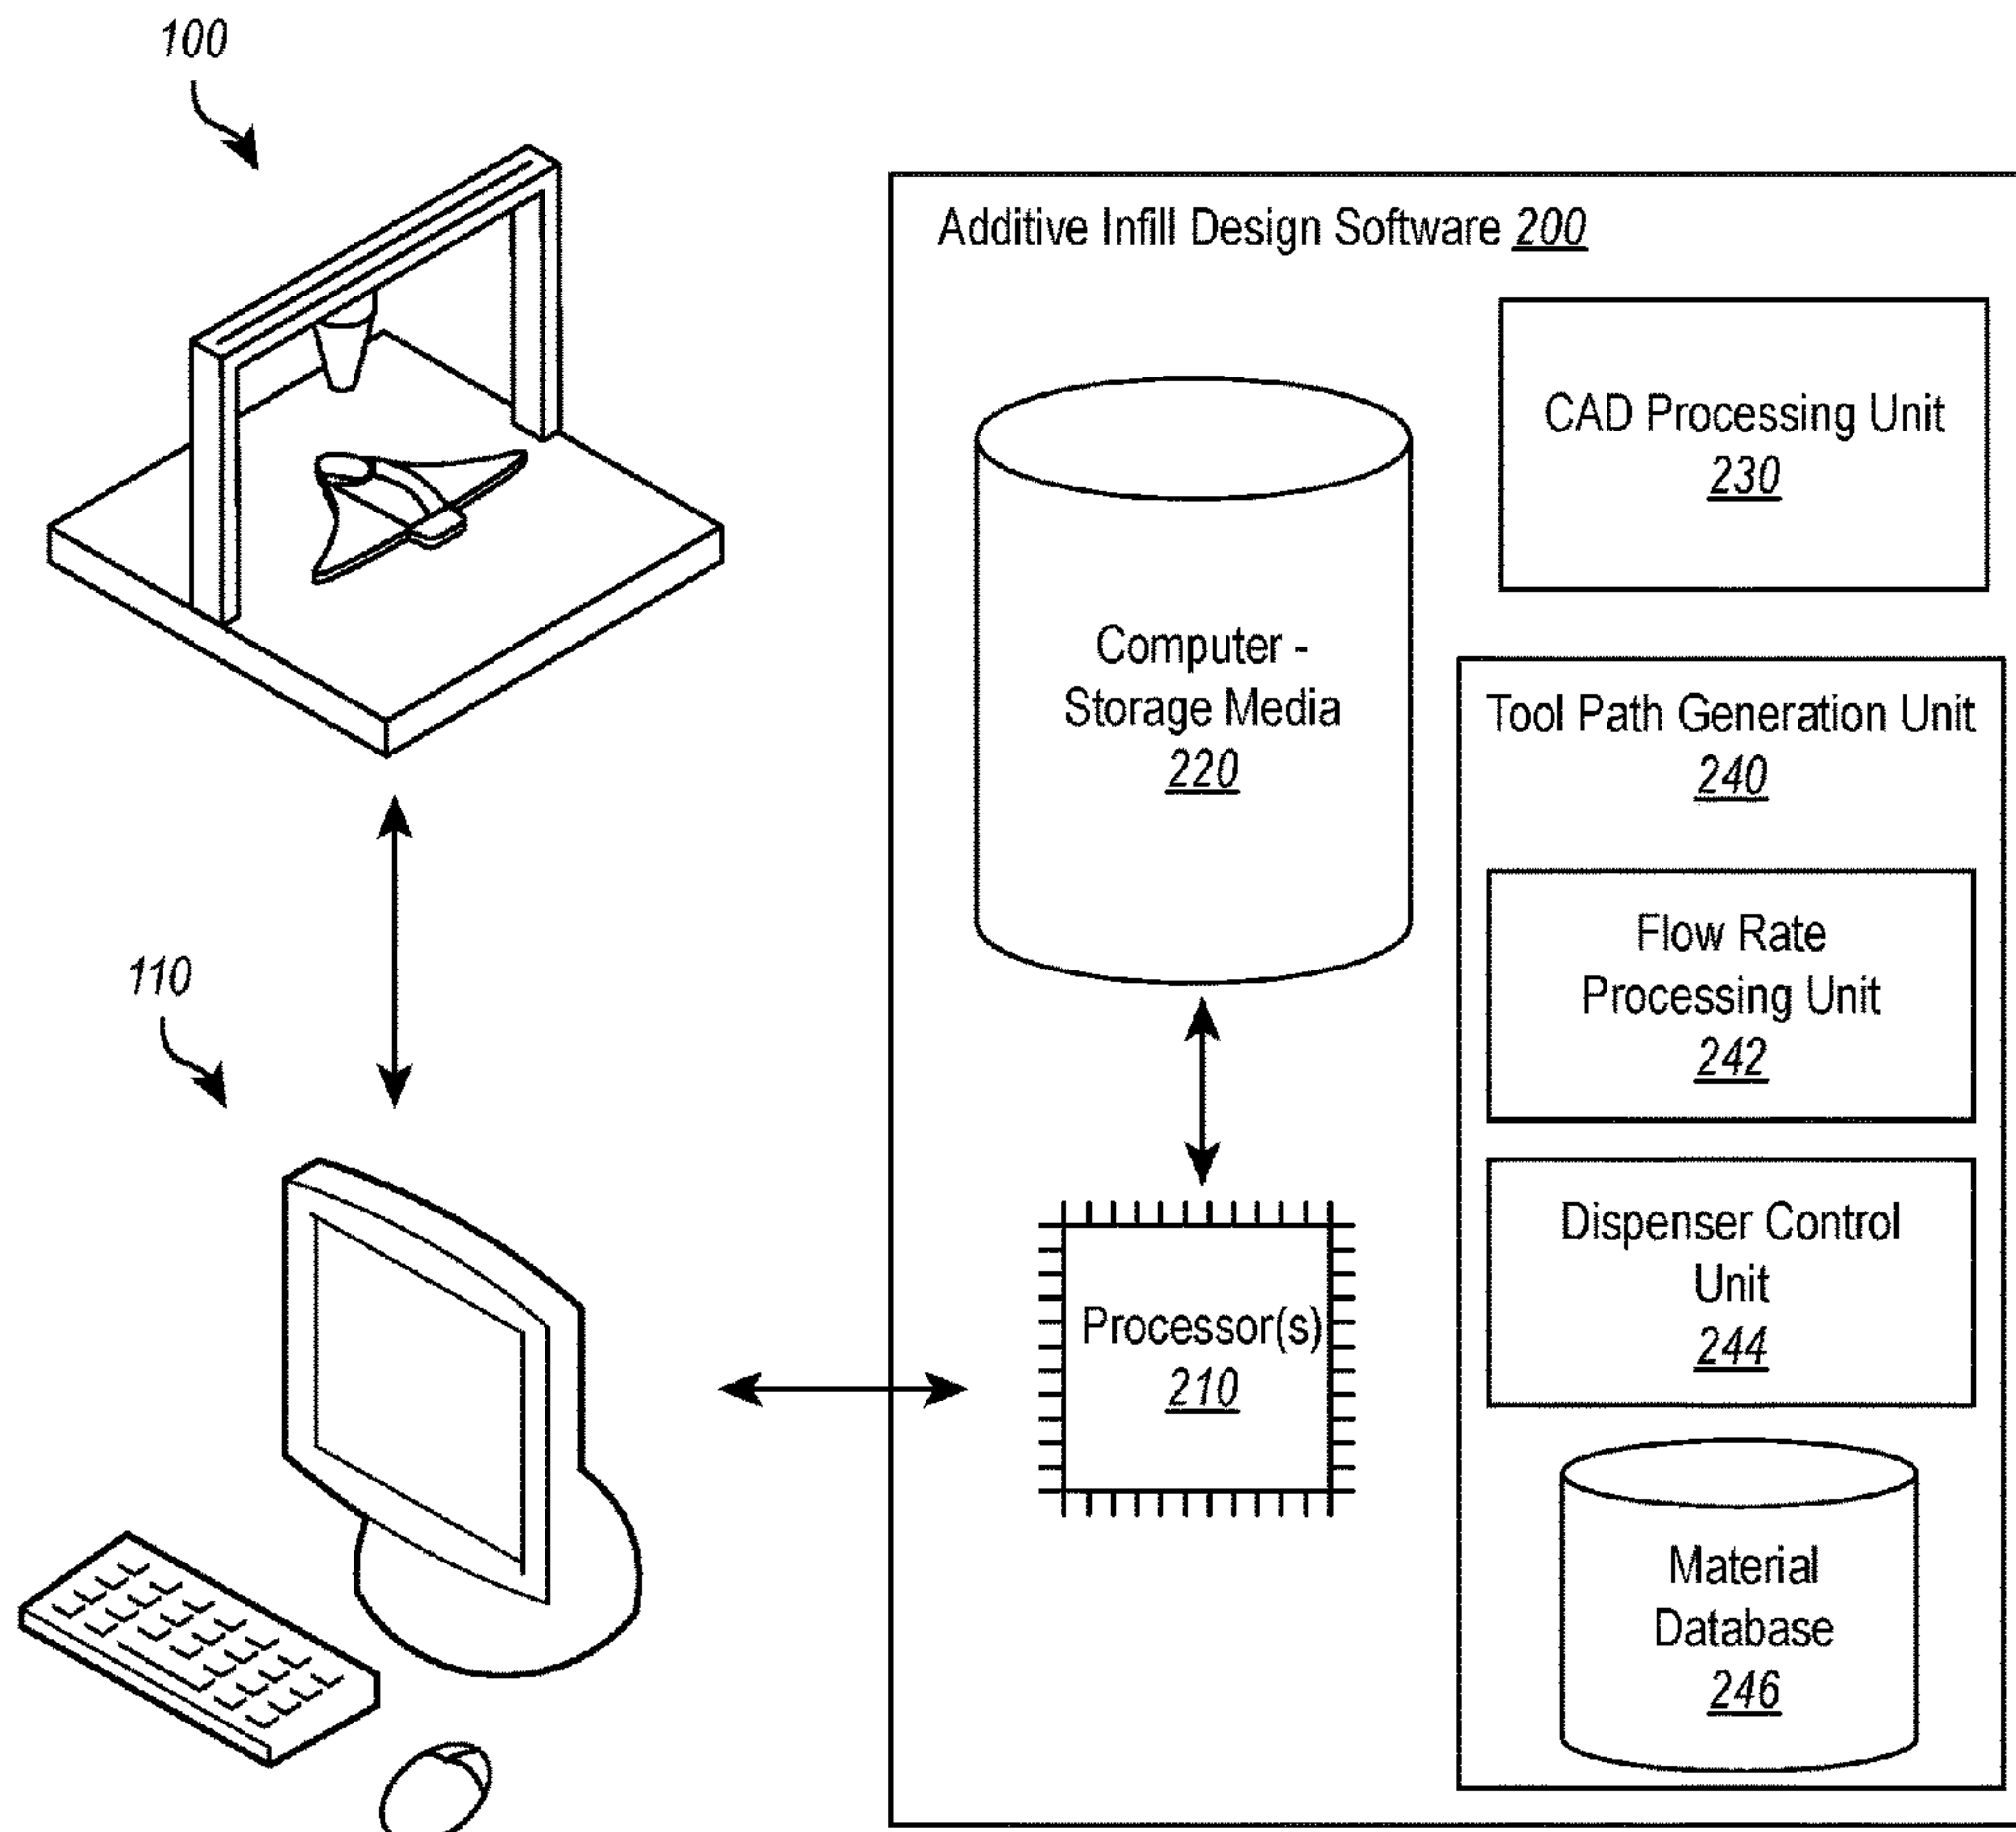 100
Additive Infill Design Software 200
CAD Processing Unit
230
Computer -
Storage Media
220
Tool Path Generation Unit
240
Flow Rate
Processing Unit
242
110
Dispenser Control
Unit
244
Processor(s)
210
Material
Database
246